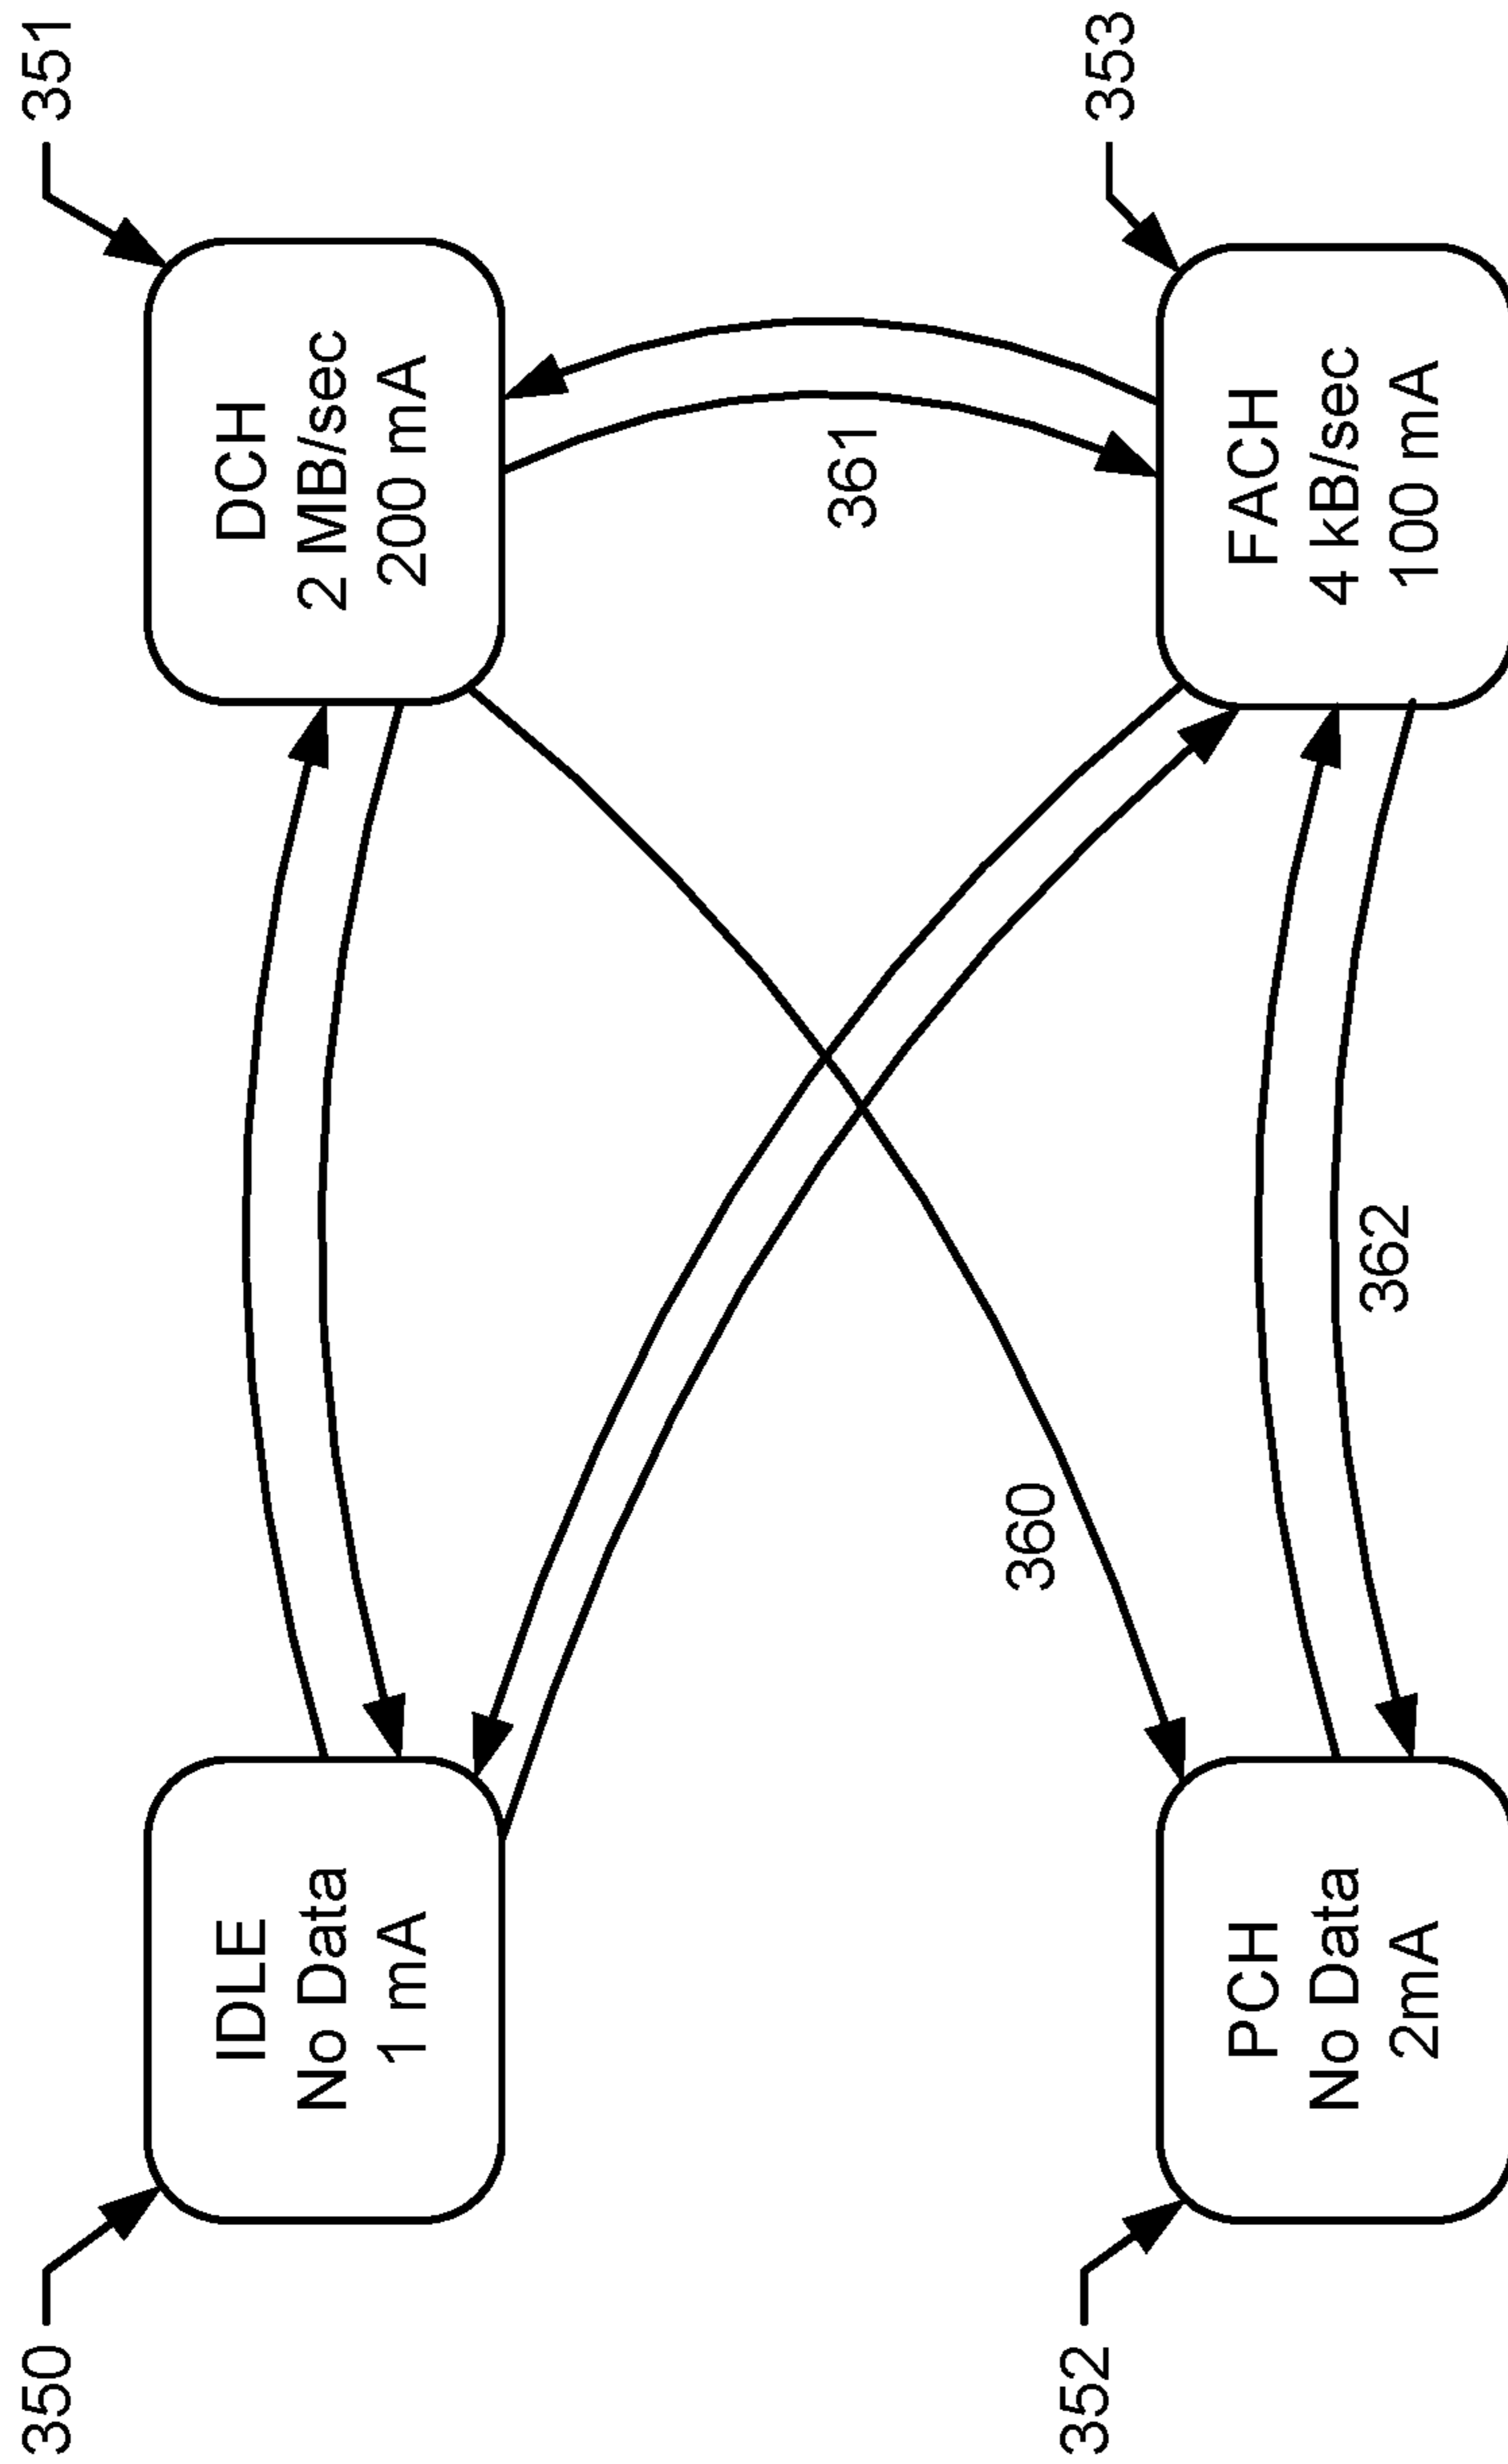 350
351
IDLE
No Data
1 mA
DCH
2 MB/sec
200 mA
361
360
352
353
PCH
No Data
2mA
362
FACH
4 kB/sec
100 mA